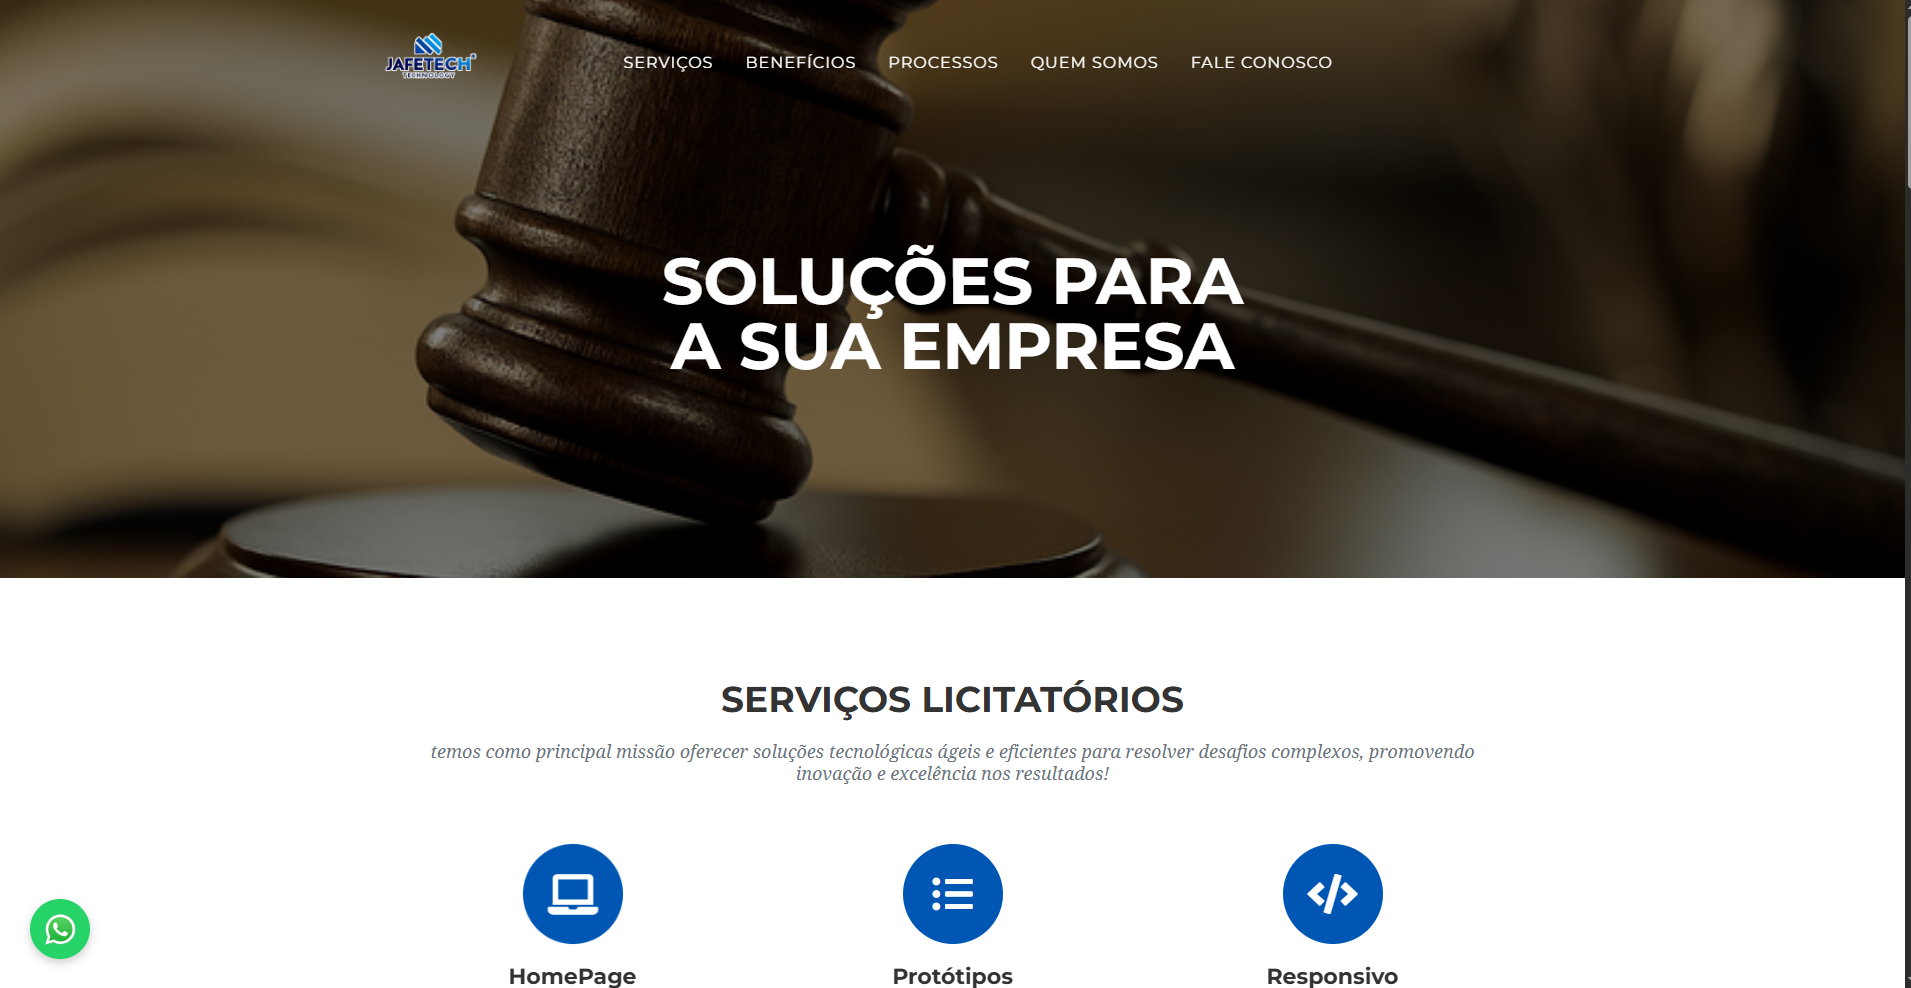 JAFETECH
TECHNOLOGY
SERVIÇOS BENEFÍCIOS PROCESSOS QUEM SOMOS FALE CONOSCO
SOLUÇÕES PARA
A SUA EMPRESA
SERVIÇOS LICITATÓRIOS
temos como principal missão oferecer soluções tecnológicas ágeis e eficientes para resolver desafios complexos, promovendo
inovação e excelência nos resultados!
HomePage Protótipos Responsivo